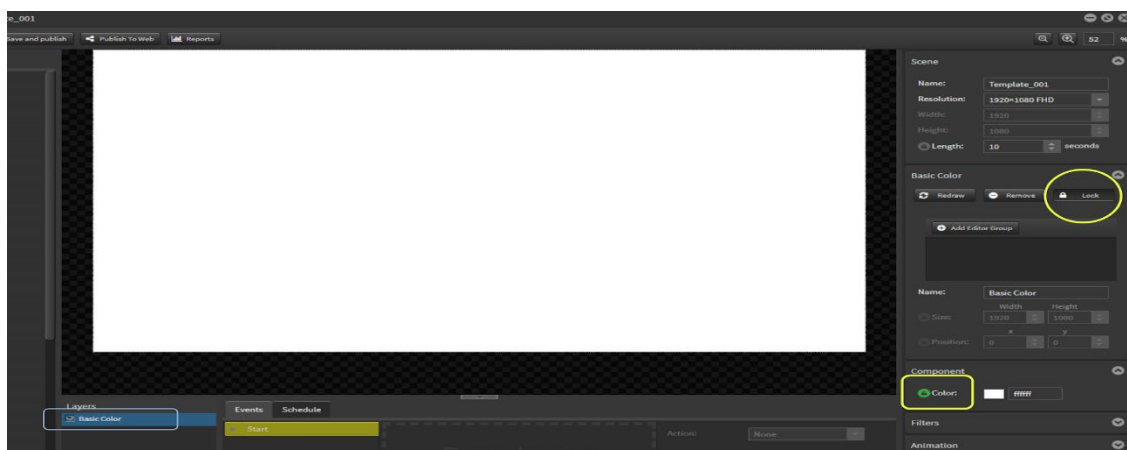 te_001
Save and publish Publish To Web Reports 52 %
Scene
Name: Template_001
Resolution: 1920×1080 FHD
Width: 1920
Height: 1080
Length: 10 seconds
Basic Color
Redraw Remove Lock
Add Editor Group
Name: Basic Color
Width Height
Size: 1920 1080
x y
Position: 0 0
Component
Color: ffffff
Filters
Animation
Layers
Basic Color
Events Schedule
Start
Action: None